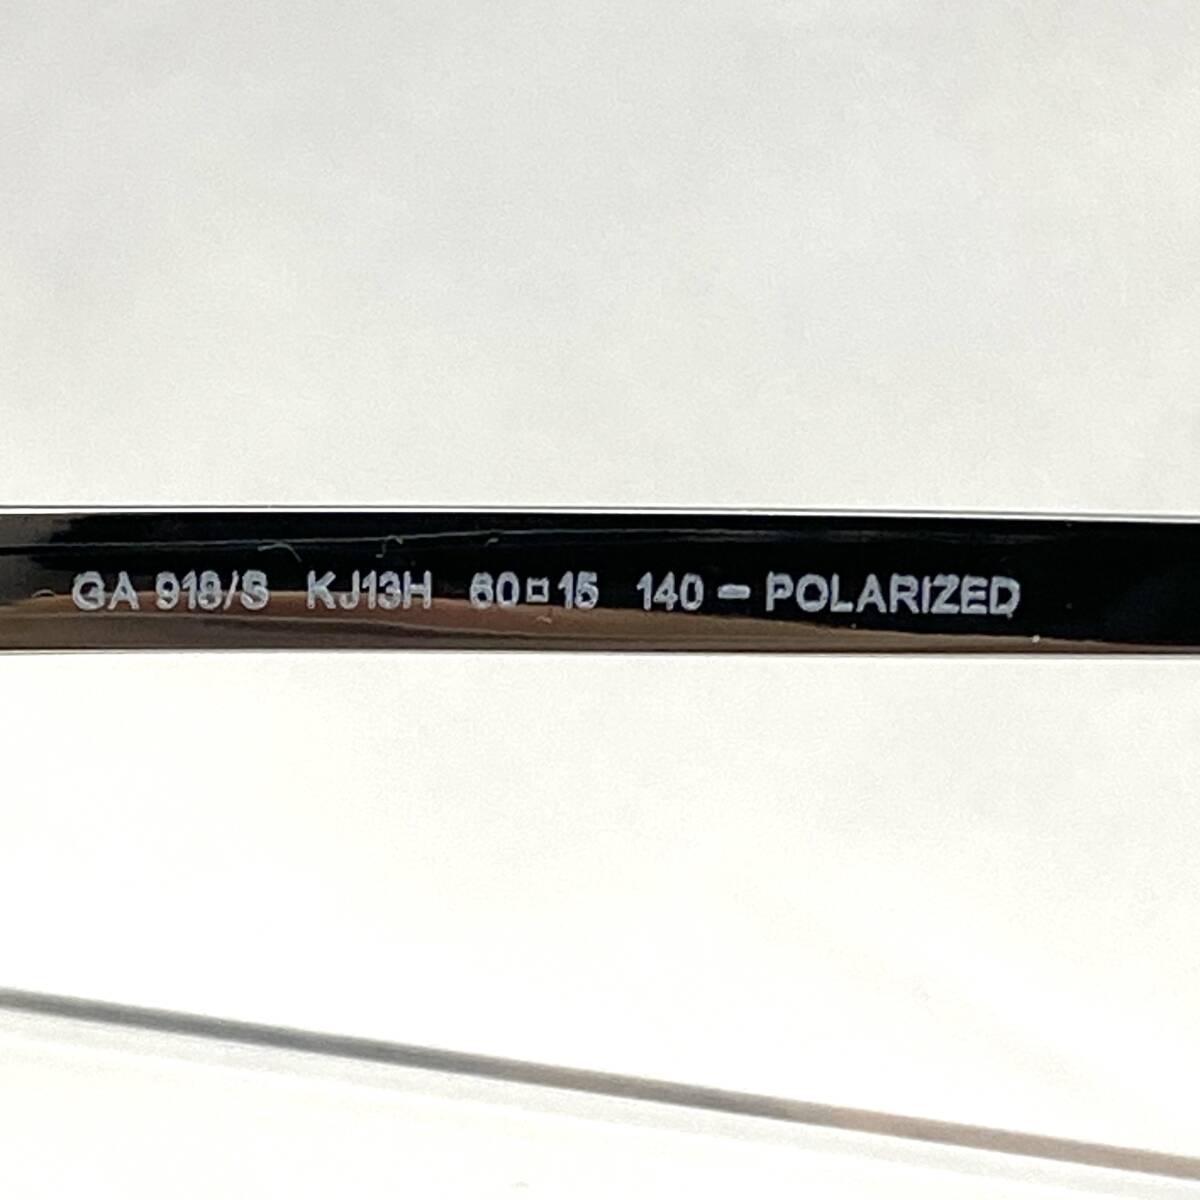 GA 918/S KJ13H 60□15 140 - POLARIZED